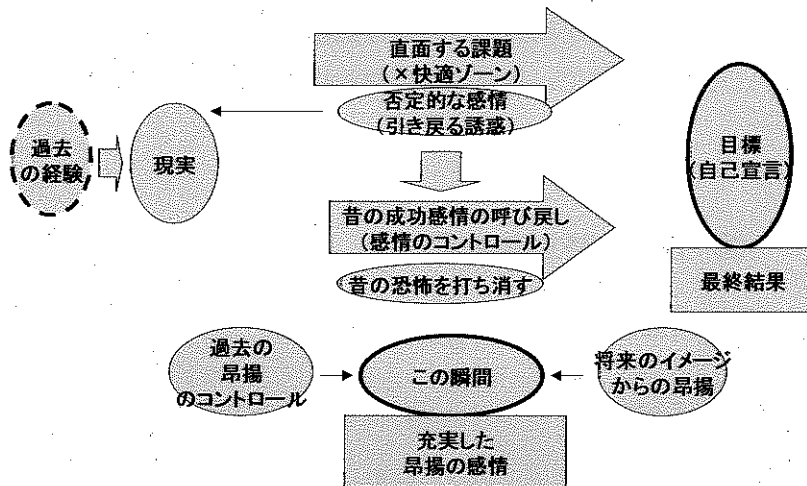 直面する課題
(×快適ゾーン)
否定的な感情
(引き戻る誘惑)
過去
の経験
現実
目標
(自己宣言)
昔の成功感情の呼び戻し
(感情のコントロール)
昔の恐怖を打ち消す
最終結果
過去の
昂揚
のコントロール
この瞬間
将来のイメージ
からの昂揚
充実した
昂揚の感情